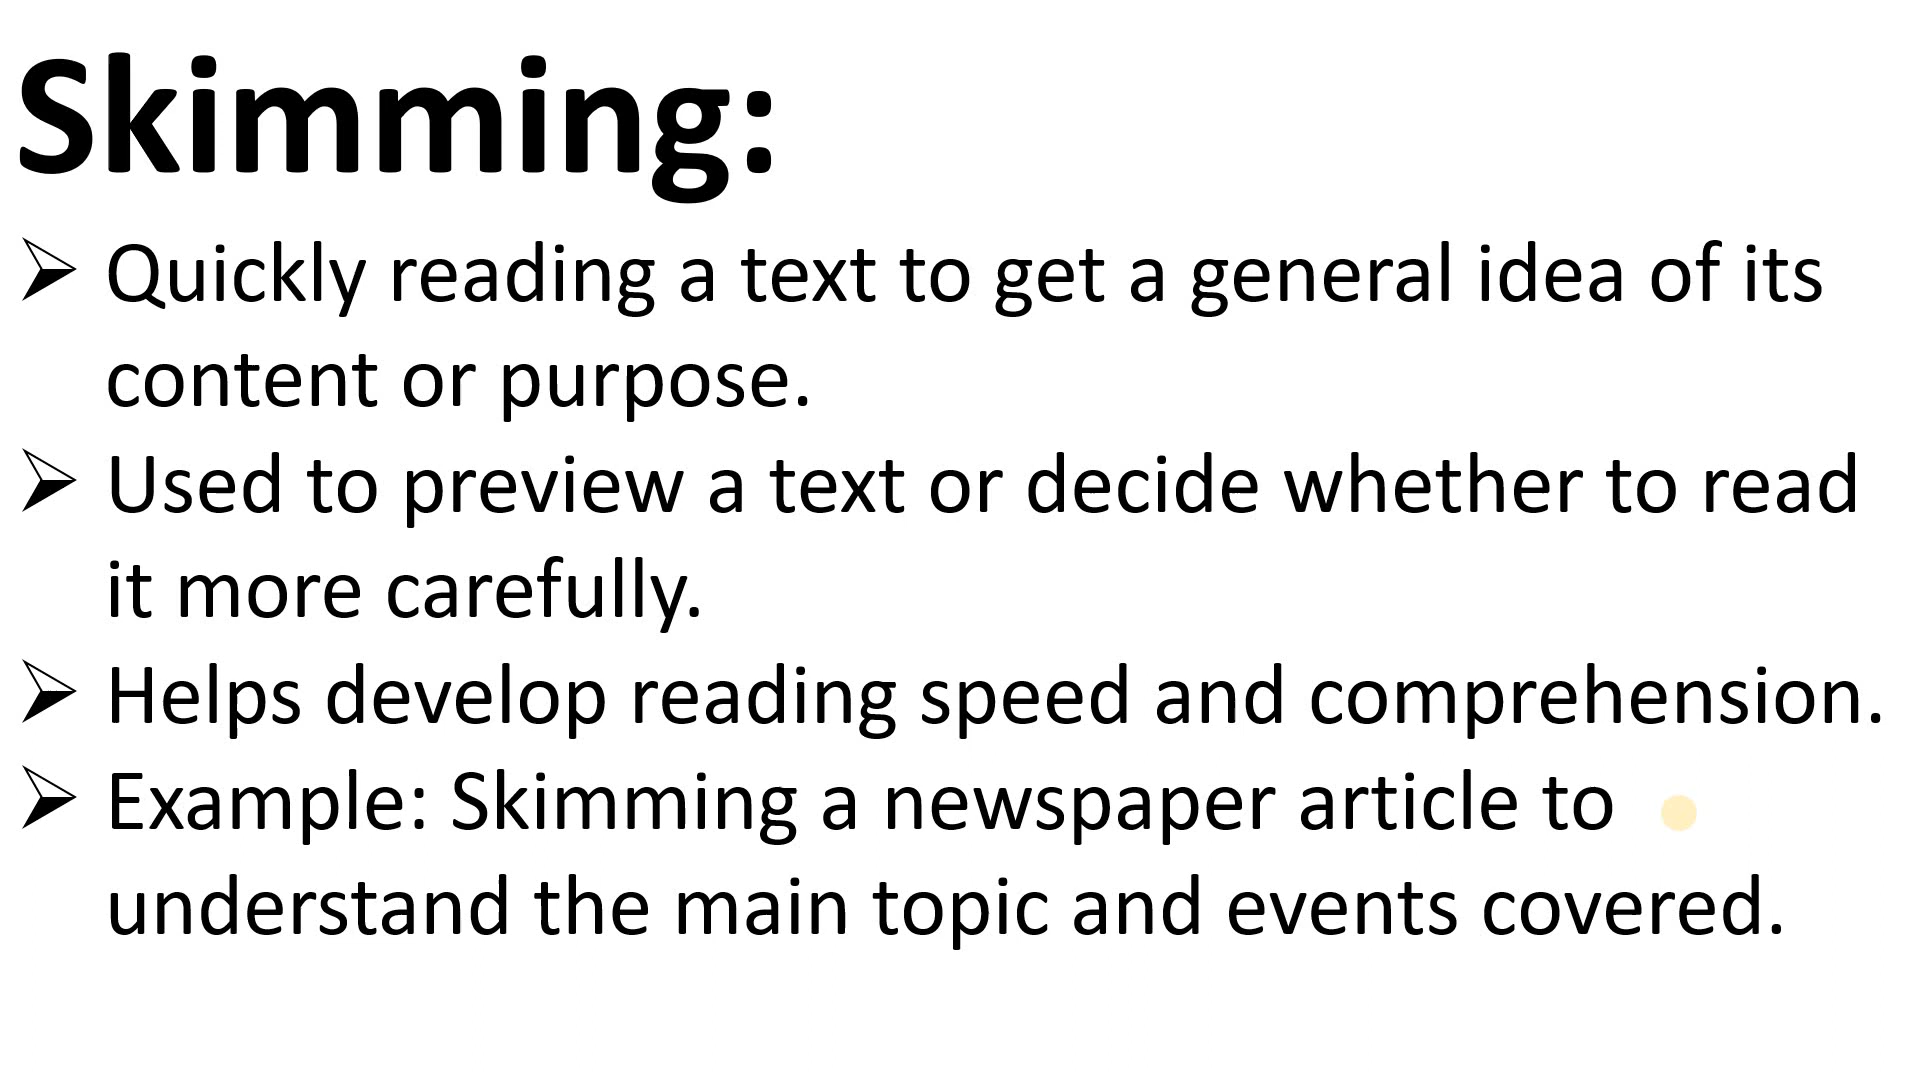 Skimming:
Quickly reading a text to get a general idea of its
content or purpose.
Used to preview a text or decide whether to read
it more carefully.
Helps develop reading speed and comprehension.
Example: Skimming a newspaper article to
understand the main topic and events covered.